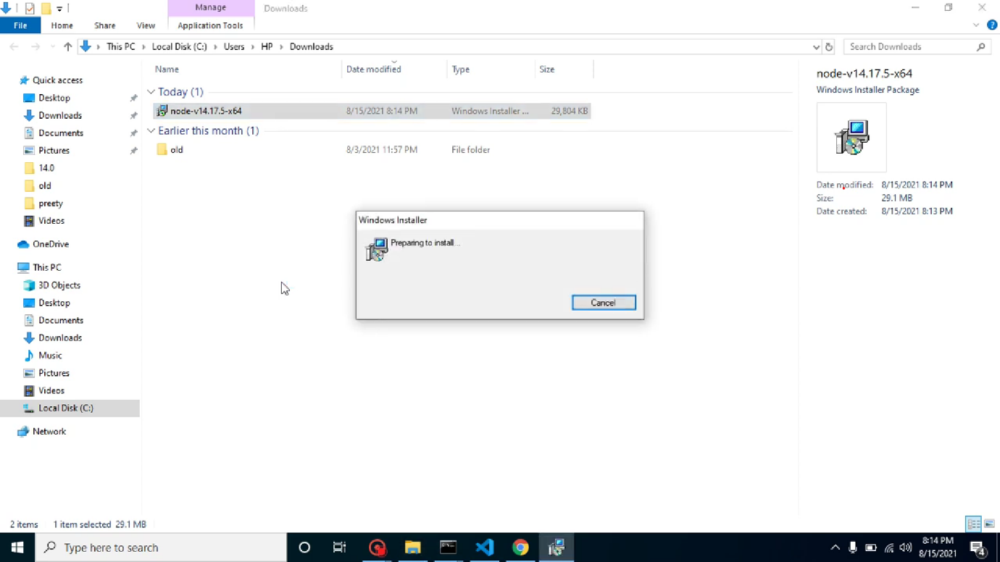 Manage
Downloads
File
Home
Share
View
Application Tools
This PC
Local Disk (C:)
Users
HP
Downloads
Search Downloads
Name
Date modified
Type
Size
Today (1)
node-v14.17.5-x64
8/15/2021 8:14 PM
Windows Installer ...
29,804 KB
Earlier this month (1)
old
8/3/2021 11:57 PM
File folder
Quick access
Desktop
Downloads
Documents
Pictures
14.0
old
preety
Videos
OneDrive
This PC
3D Objects
Desktop
Documents
Downloads
Music
Pictures
Videos
Local Disk (C:)
Network
Windows Installer
Preparing to install...
Cancel
node-v14.17.5-x64
Windows Installer Package
Date modified: 8/15/2021 8:14 PM
Size: 29.1 MB
Date created: 8/15/2021 8:13 PM
2 items
1 item selected 29.1 MB
Type here to search
8:14 PM
8/15/2021
4